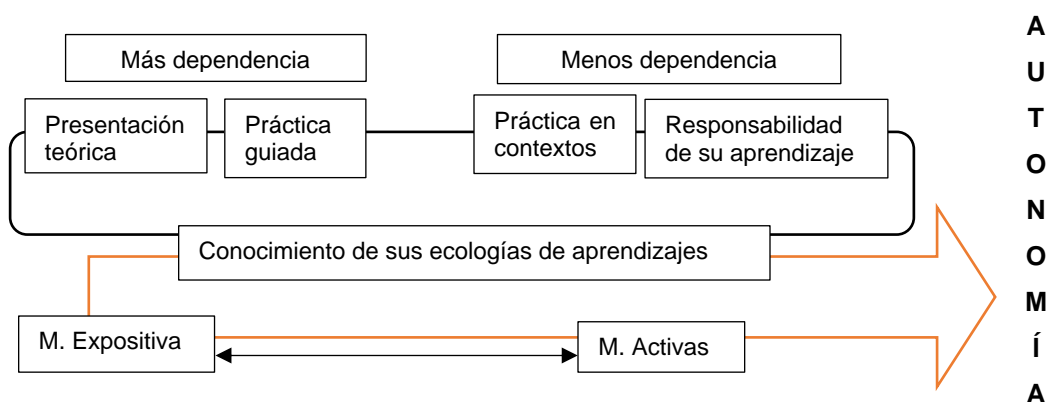 Más dependencia
Menos dependencia
Presentación
teórica
Práctica
guiada
Práctica en
contextos
Responsabilidad
de su aprendizaje
Conocimiento de sus ecologías de aprendizajes
M. Expositiva
M. Activas
A
U
T
O
N
O
M
Í
A